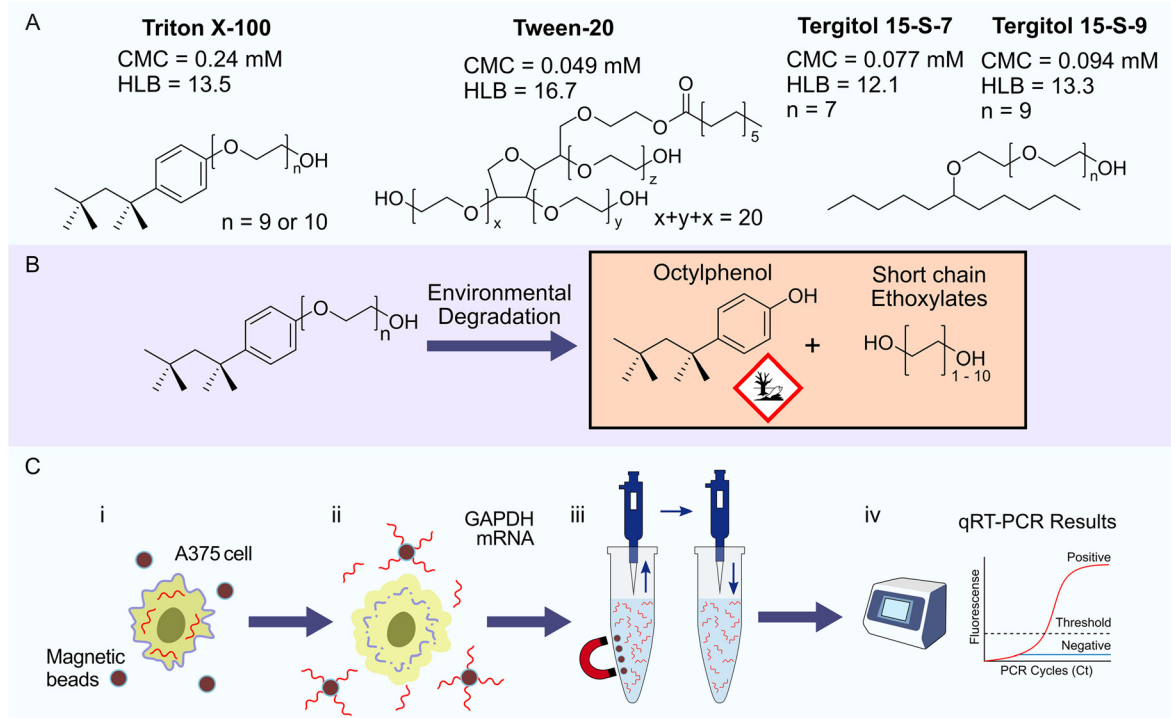 A
Triton X-100
CMC = 0.24 mM
HLB = 13.5
O
OH
n
n = 9 or 10
Tween-20
CMC = 0.049 mM
HLB = 16.7
O
O
O
5
O
O
OH
z
HO
O
x
O
OH
y
x+y+x = 20
Tergitol 15-S-7
CMC = 0.077 mM
HLB = 12.1
n = 7
Tergitol 15-S-9
CMC = 0.094 mM
HLB = 13.3
n = 9
O
O
OH
n
B
O
OH
n
Environmental
Degradation
Octylphenol
OH
+
Short chain
Ethoxylates
HO
OH
1 - 10
C
i
A375 cell
Magnetic
beads
ii
GAPDH
mRNA
iii
iv
qRT-PCR Results
Fluorescense
Positive
Threshold
Negative
PCR Cycles (Ct)